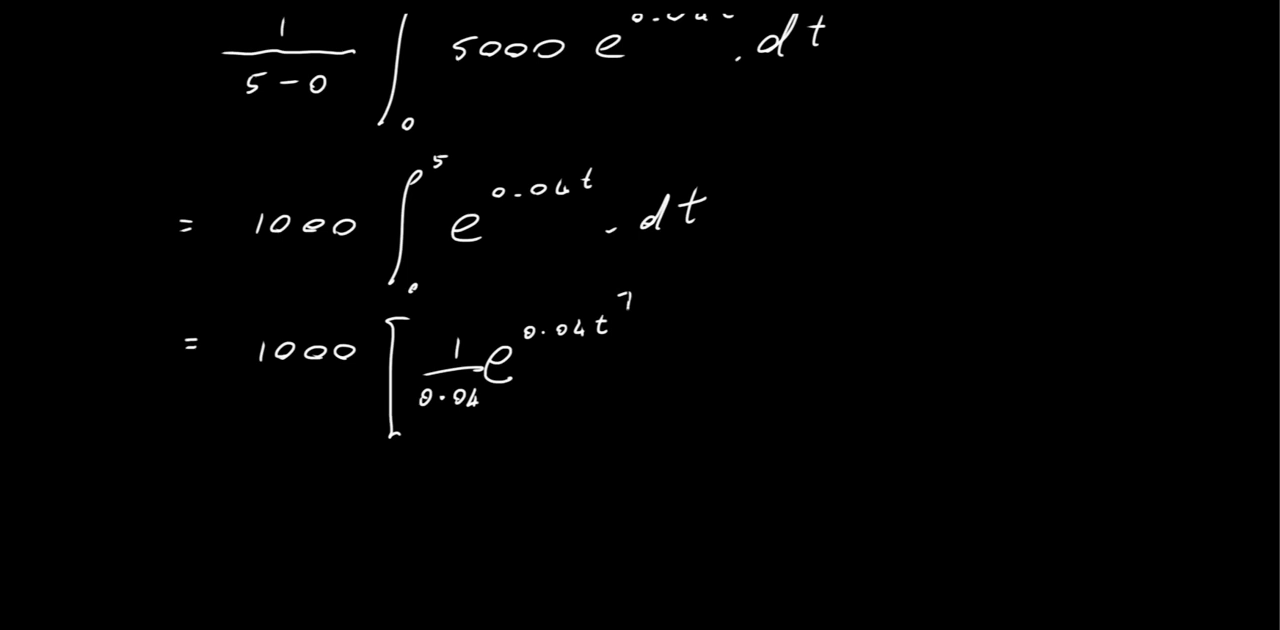 1/(5-0) ∫₀ 5000 e . dt
= 1000 ∫₀⁵ e^(0.04t) . dt
= 1000 [ 1/0.04 e^(0.04t) ]